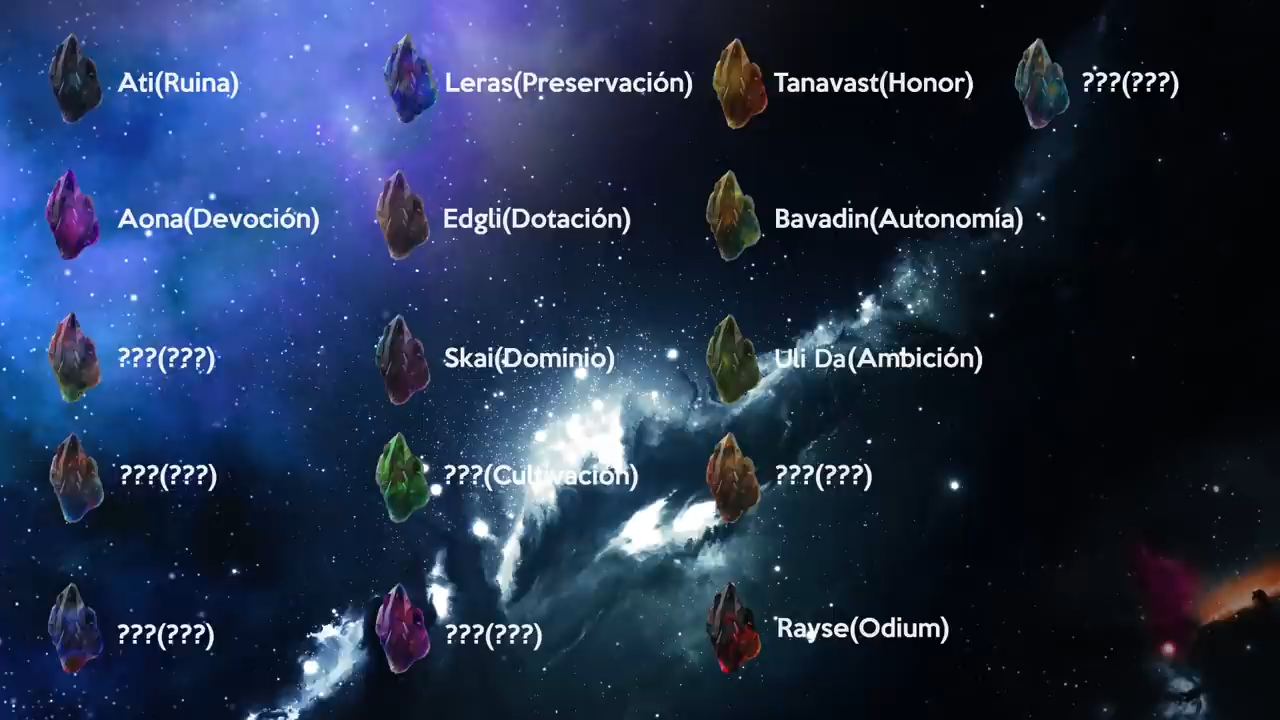 Ati(Ruina)
Leras(Preservación)
Tanavast(Honor)
???(???)
Aona(Devoción)
Edgli(Dotación)
Bavadin(Autonomía)
???(???)
Skai(Dominio)
Uli Da(Ambición)
???(???)
???(Cultivación)
???(???)
???(???)
???(???)
Rayse(Odium)